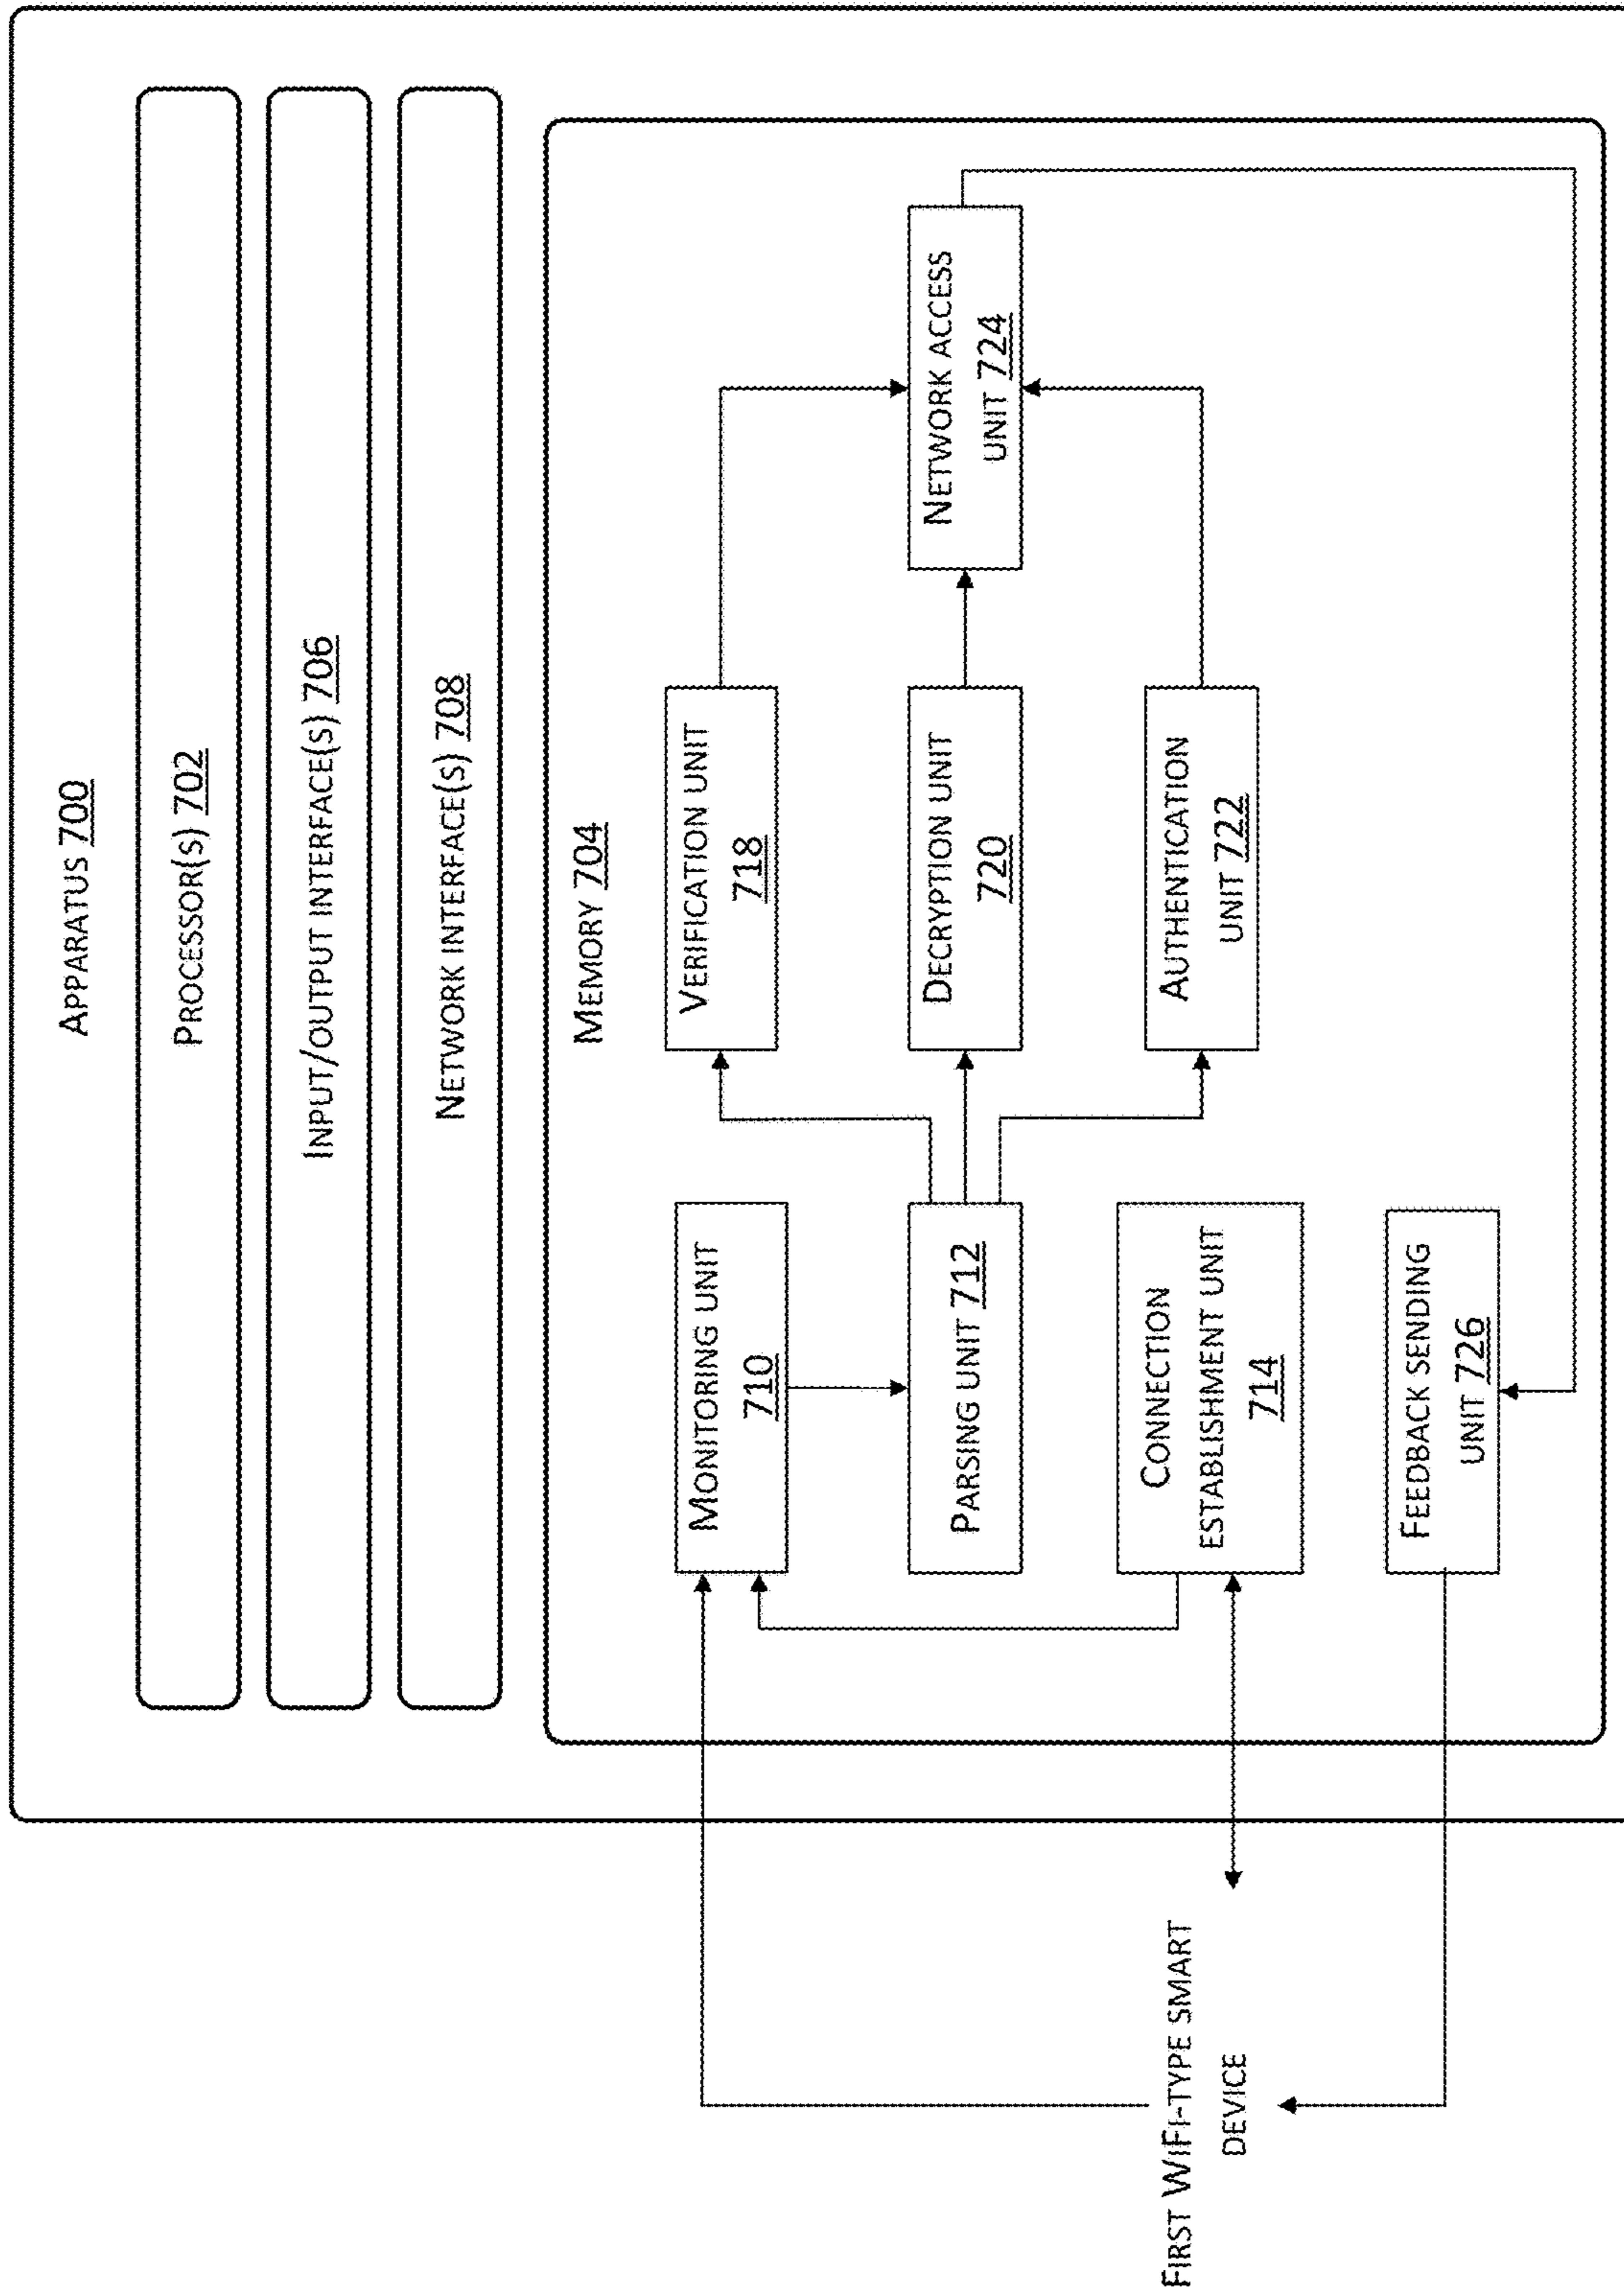 APPARATUS 700
PROCESSOR(S) 702
INPUT/OUTPUT INTERFACE(S) 706
NETWORK INTERFACE(S) 708
MEMORY 704
MONITORING UNIT
710
VERIFICATION UNIT
718
PARSING UNIT 712
DECRYPTION UNIT
720
NETWORK ACCESS
UNIT 724
CONNECTION
ESTABLISHMENT UNIT
714
AUTHENTICATION
UNIT 722
FEEDBACK SENDING
UNIT 726
FIRST WIFI-TYPE SMART
DEVICE